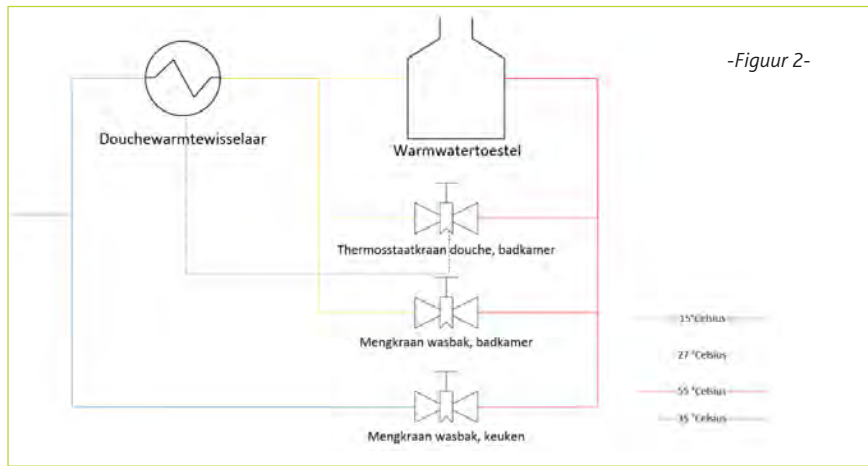 -Figuur 2-
Douchewarmtewisselaar
Warmwatertoestel
Thermosstaatkraan douche, badkamer
Mengkraan wasbak, badkamer
Mengkraan wasbak, keuken
15°Celsius
27 °Celsius
55 °Celsius
35 °Celsius